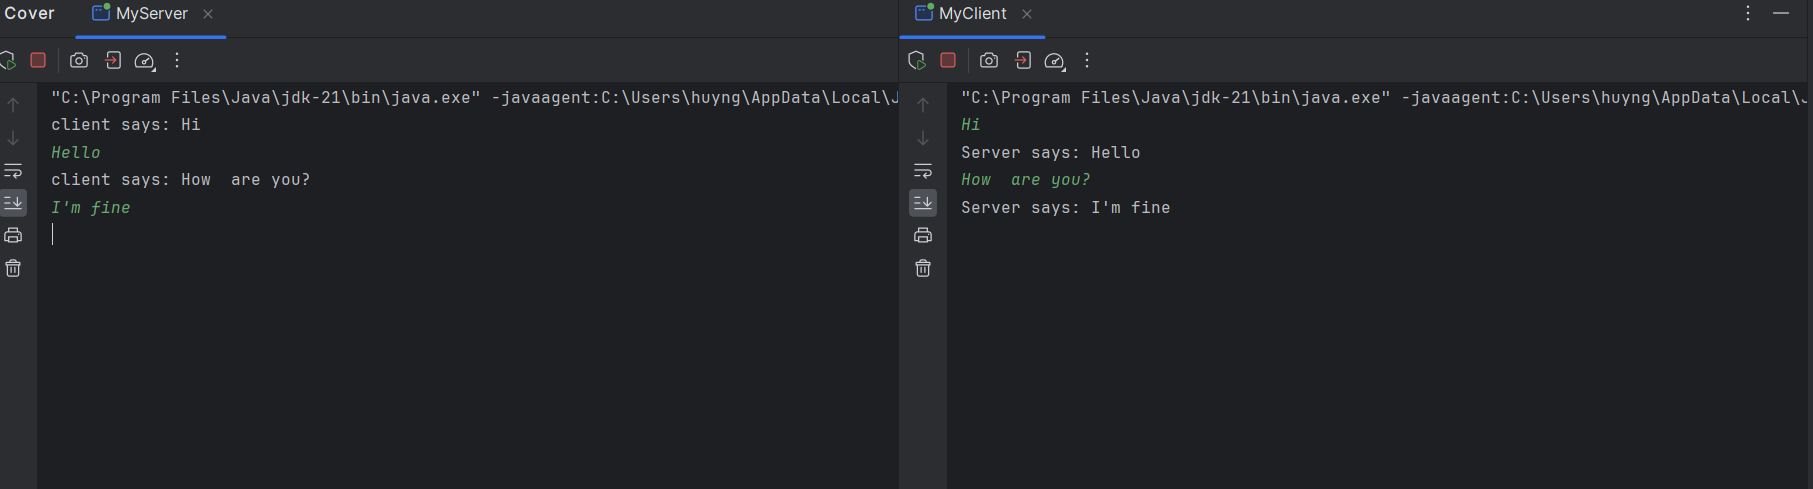 Cover MyServer
"C:\Program Files\Java\jdk-21\bin\java.exe" -javaagent:C:\Users\huyng\AppData\Local\J
client says: Hi
Hello
client says: How  are you?
I'm fine
MyClient
"C:\Program Files\Java\jdk-21\bin\java.exe" -javaagent:C:\Users\huyng\AppData\Local\J
Hi
Server says: Hello
How  are you?
Server says: I'm fine